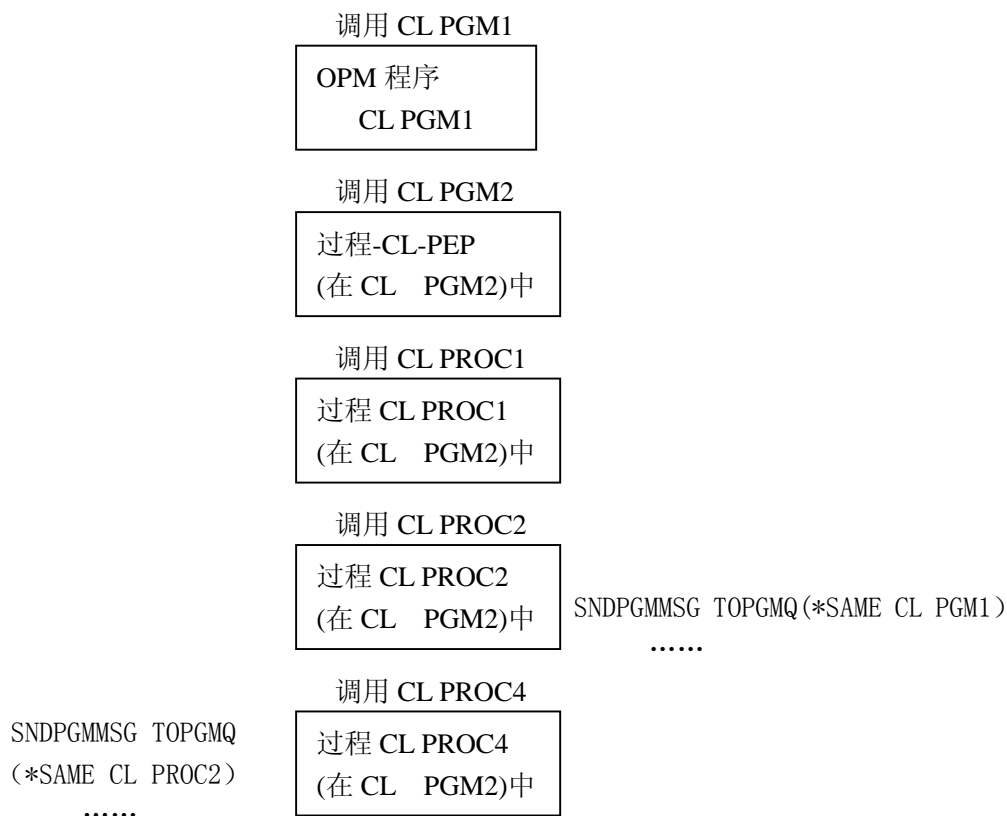 调用 CL PGM1
OPM 程序
CL PGM1
调用 CL PGM2
过程-CL-PEP
(在 CL PGM2)中
调用 CL PROC1
过程 CL PROC1
(在 CL PGM2)中
调用 CL PROC2
过程 CL PROC2
(在 CL PGM2)中
SNDPGMMSG TOPGMQ(*SAME CL PGM1)
……
调用 CL PROC4
SNDPGMMSG TOPGMQ
(*SAME CL PROC2)
……
过程 CL PROC4
(在 CL PGM2)中